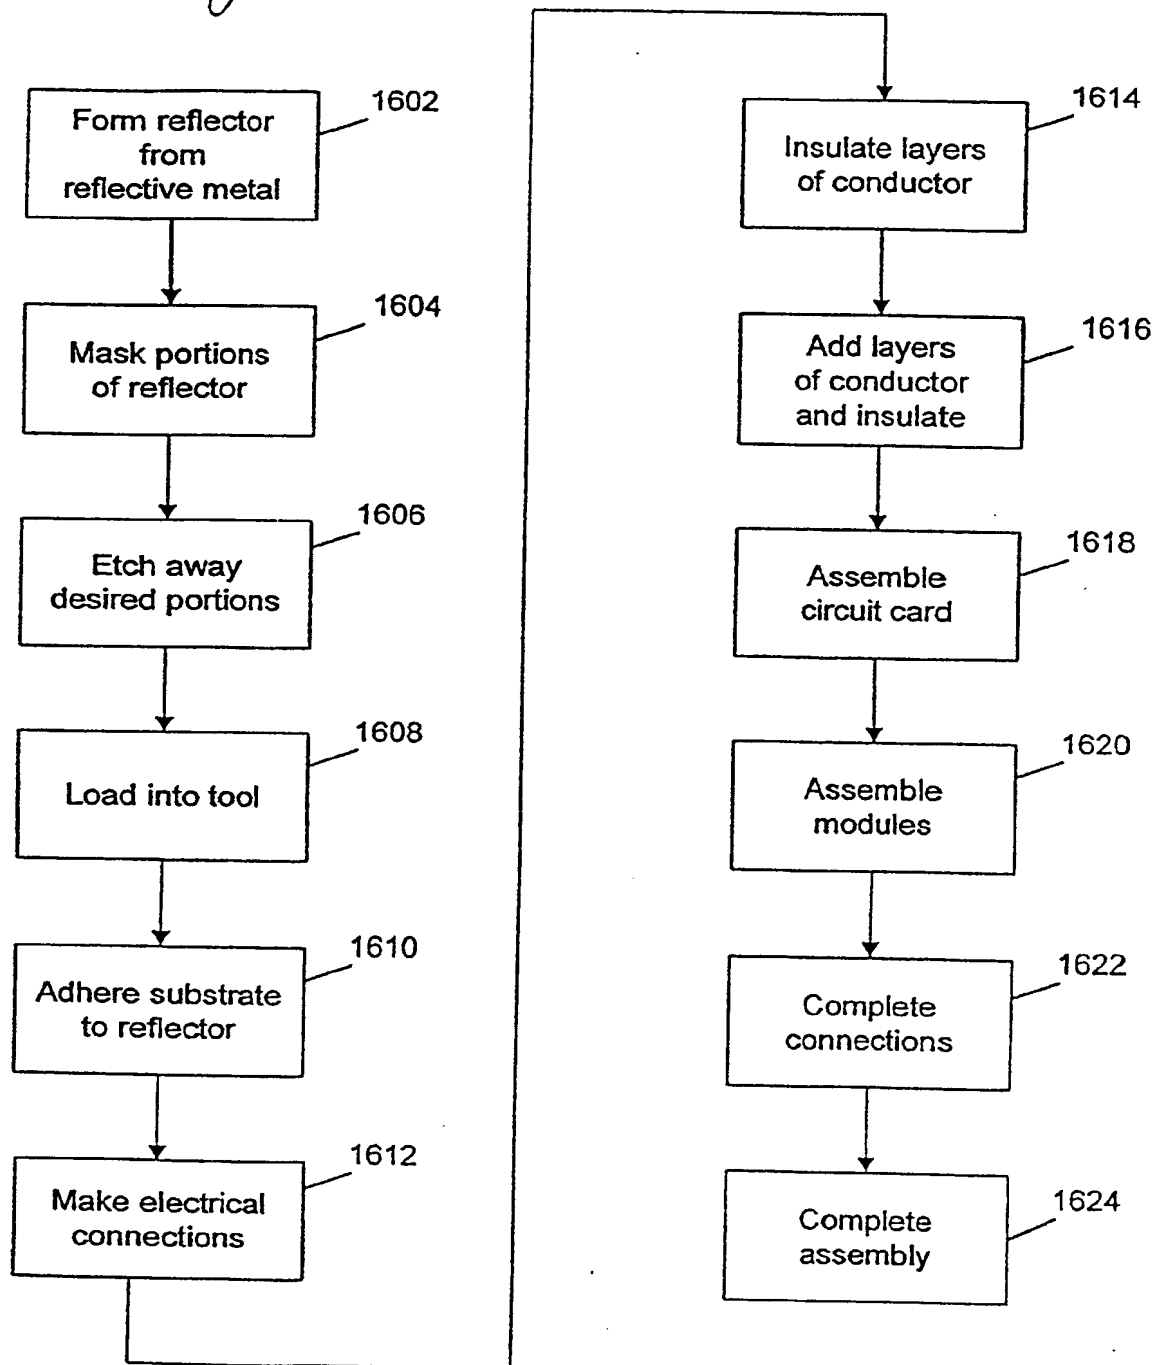 1602
Form reflector
from
reflective metal
1604
Mask portions
of reflector
1606
Etch away
desired portions
1608
Load into tool
1610
Adhere substrate
to reflector
1612
Make electrical
connections
1614
Insulate layers
of conductor
1616
Add layers
of conductor
and insulate
1618
Assemble
circuit card
1620
Assemble
modules
1622
Complete
connections
1624
Complete
assembly